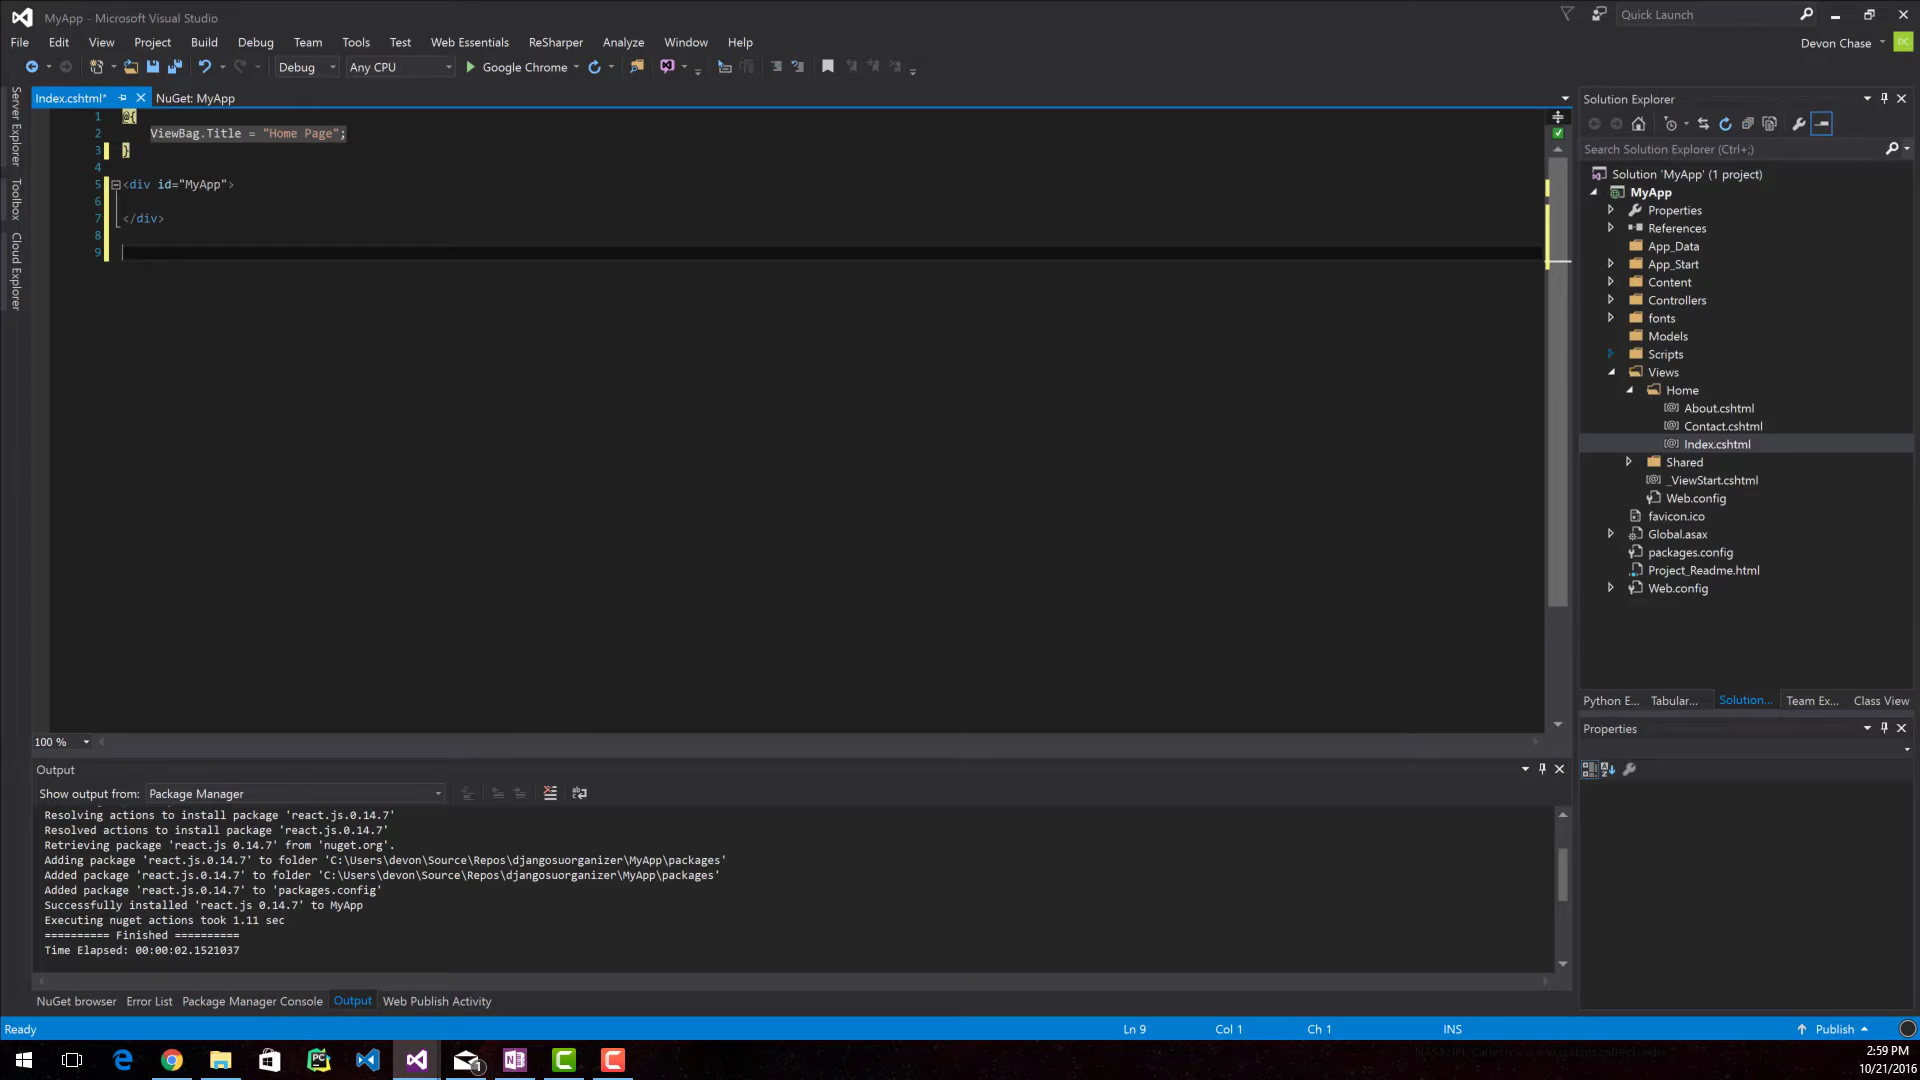 MyApp - Microsoft Visual Studio
Quick Launch
File Edit View Project Build Debug Team Tools Test Web Essentials ReSharper Analyze Window Help
Devon Chase
DC
Debug Any CPU Google Chrome
Server Explorer
Toolbox
Cloud Explorer
Index.cshtml* NuGet: MyApp
1 @{
2 ViewBag.Title = "Home Page";
3 }
4
5 <div id="MyApp">
6
7 </div>
8
9
100 %
Output
Show output from: Package Manager
Resolving actions to install package 'react.js.0.14.7'
Resolved actions to install package 'react.js.0.14.7'
Retrieving package 'react.js 0.14.7' from 'nuget.org'.
Adding package 'react.js.0.14.7' to folder 'C:\Users\devon\Source\Repos\djangosuorganizer\MyApp\packages'
Added package 'react.js.0.14.7' to folder 'C:\Users\devon\Source\Repos\djangosuorganizer\MyApp\packages'
Added package 'react.js.0.14.7' to 'packages.config'
Successfully installed 'react.js 0.14.7' to MyApp
Executing nuget actions took 1.11 sec
========== Finished ==========
Time Elapsed: 00:00:02.1521037
NuGet browser Error List Package Manager Console Output Web Publish Activity
Solution Explorer
Search Solution Explorer (Ctrl+;)
Solution 'MyApp' (1 project)
MyApp
Properties
References
App_Data
App_Start
Content
Controllers
fonts
Models
Scripts
Views
Home
About.cshtml
Contact.cshtml
Index.cshtml
Shared
_ViewStart.cshtml
Web.config
favicon.ico
Global.asax
packages.config
Project_Readme.html
Web.config
Python E... Tabular... Solution... Team Ex... Class View
Properties
Ready Ln 9 Col 1 Ch 1 INS Publish
1
2:59 PM
10/21/2016